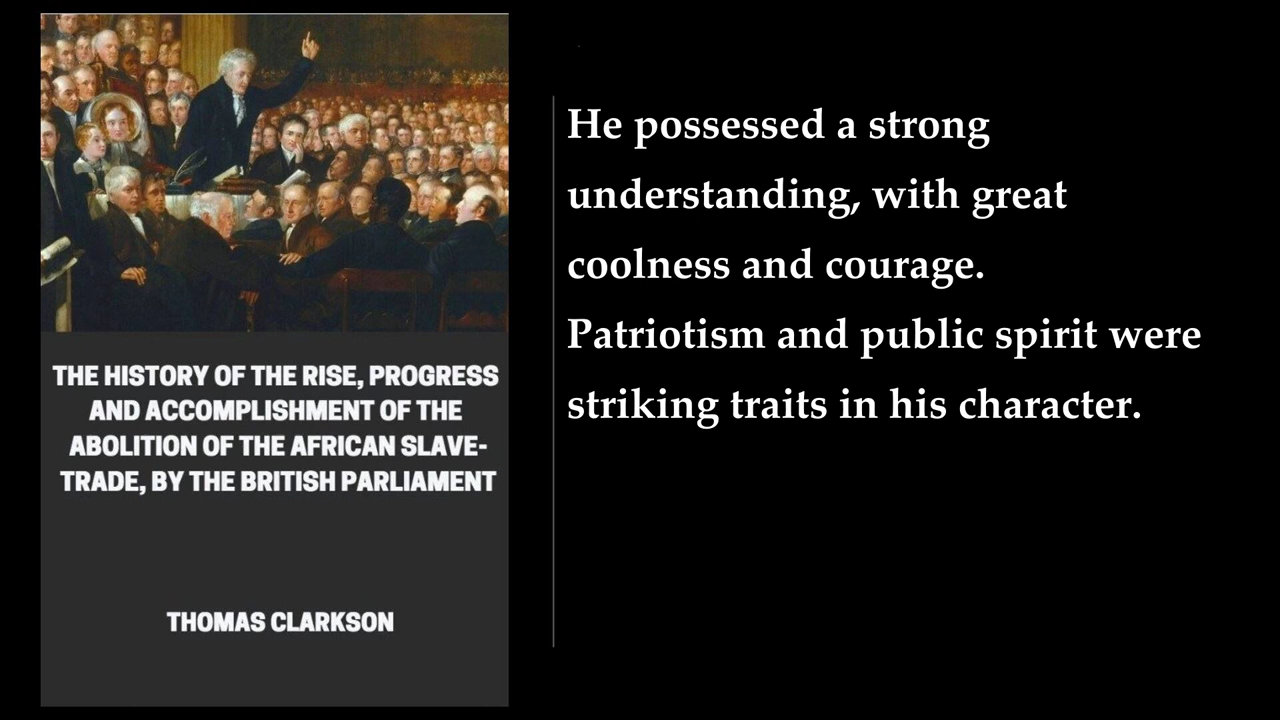 THE HISTORY OF THE RISE, PROGRESS
AND ACCOMPLISHMENT OF THE
ABOLITION OF THE AFRICAN SLAVE-
TRADE, BY THE BRITISH PARLIAMENT
THOMAS CLARKSON
He possessed a strong
understanding, with great
coolness and courage.
Patriotism and public spirit were
striking traits in his character.